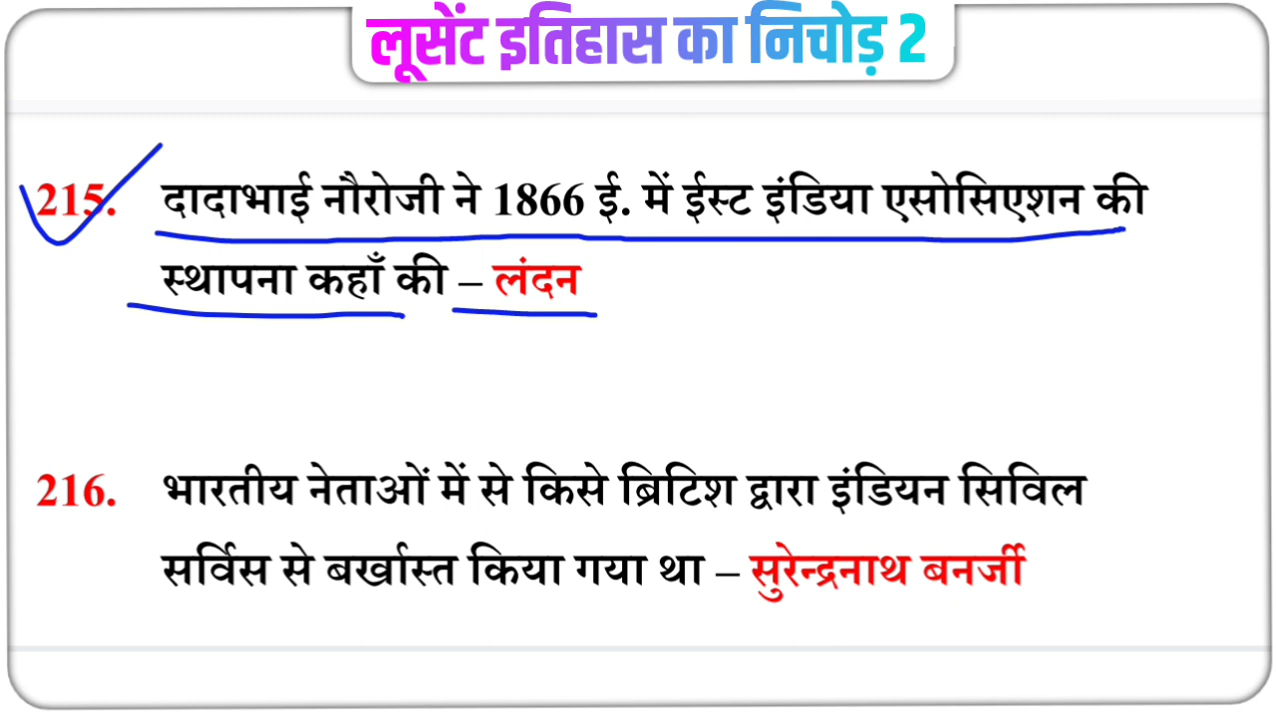 लूसेंट इतिहास का निचोड़ 2
215. दादाभाई नौरोजी ने 1866 ई. में ईस्ट इंडिया एसोसिएशन की
स्थापना कहाँ की – लंदन
216. भारतीय नेताओं में से किसे ब्रिटिश द्वारा इंडियन सिविल
सर्विस से बर्खास्त किया गया था – सुरेन्द्रनाथ बनर्जी